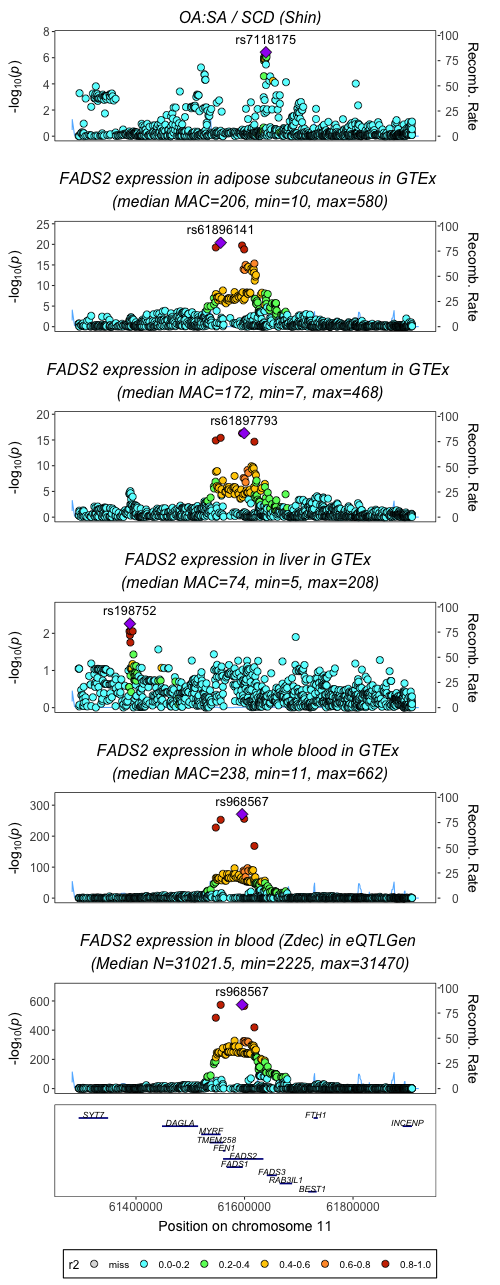 OA:SA / SCD (Shin)
rs7118175
8
6
4
2
0
100
75
50
25
0
-log10(p)
Recomb. Rate
FADS2 expression in adipose subcutaneous in GTEx
(median MAC=206, min=10, max=580)
rs61896141
25
20
15
10
5
0
100
75
50
25
0
-log10(p)
Recomb. Rate
FADS2 expression in adipose visceral omentum in GTEx
(median MAC=172, min=7, max=468)
rs61897793
20
15
10
5
0
100
75
50
25
0
-log10(p)
Recomb. Rate
FADS2 expression in liver in GTEx
(median MAC=74, min=5, max=208)
rs198752
2
1
0
100
75
50
25
0
-log10(p)
Recomb. Rate
FADS2 expression in whole blood in GTEx
(median MAC=238, min=11, max=662)
rs968567
300
200
100
0
100
75
50
25
0
-log10(p)
Recomb. Rate
FADS2 expression in blood (Zdec) in eQTLGen
(Median N=31021.5, min=2225, max=31470)
rs968567
600
400
200
0
100
75
50
25
0
-log10(p)
Recomb. Rate
SYT7 FTH1
DAGLA INCENP
MYRF
TMEM258
FEN1
FADS2
FADS1
FADS3
RAB3IL1
BEST1
61400000 61600000 61800000
Position on chromosome 11
r2 miss 0.0-0.2 0.2-0.4 0.4-0.6 0.6-0.8 0.8-1.0